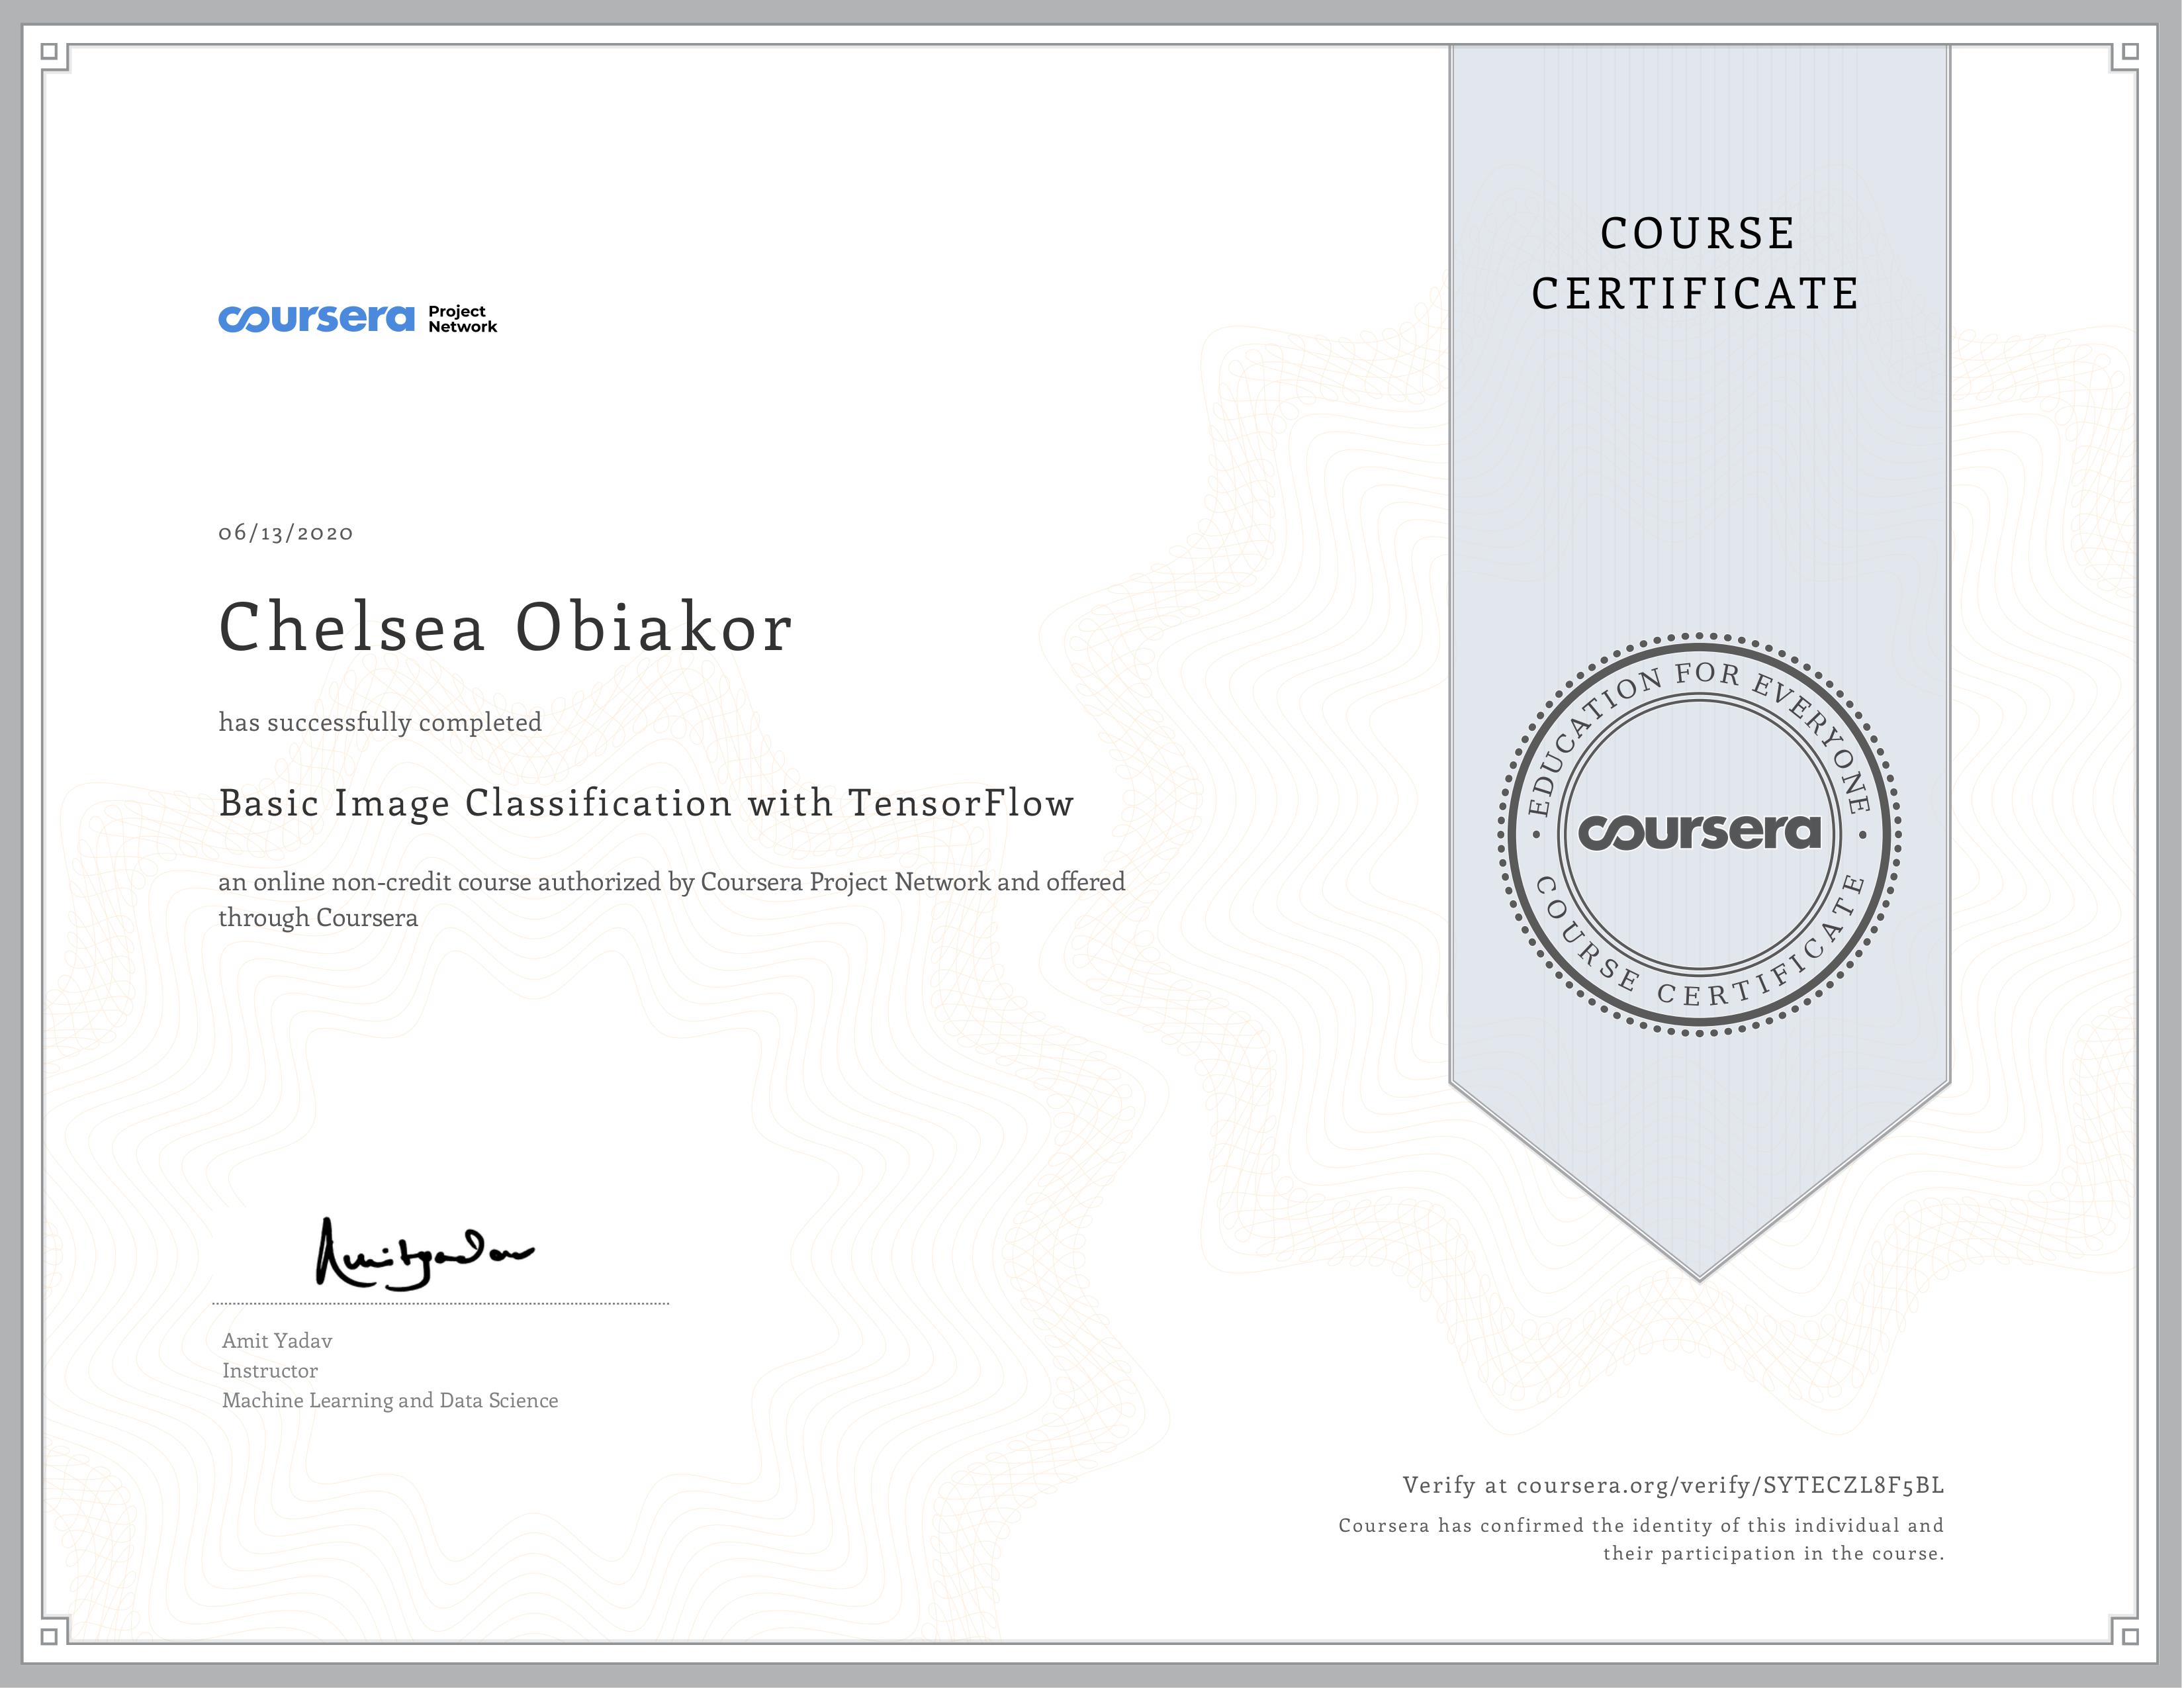 coursera Project Network
06/13/2020
Chelsea Obiakor
has successfully completed
Basic Image Classification with TensorFlow
an online non-credit course authorized by Coursera Project Network and offered
through Coursera
Amit Yadav
Amit Yadav
Instructor
Machine Learning and Data Science
COURSE
CERTIFICATE
EDUCATION FOR EVERYONE
coursera
COURSE CERTIFICATE
Verify at coursera.org/verify/SYTECZL8F5BL
Coursera has confirmed the identity of this individual and
their participation in the course.